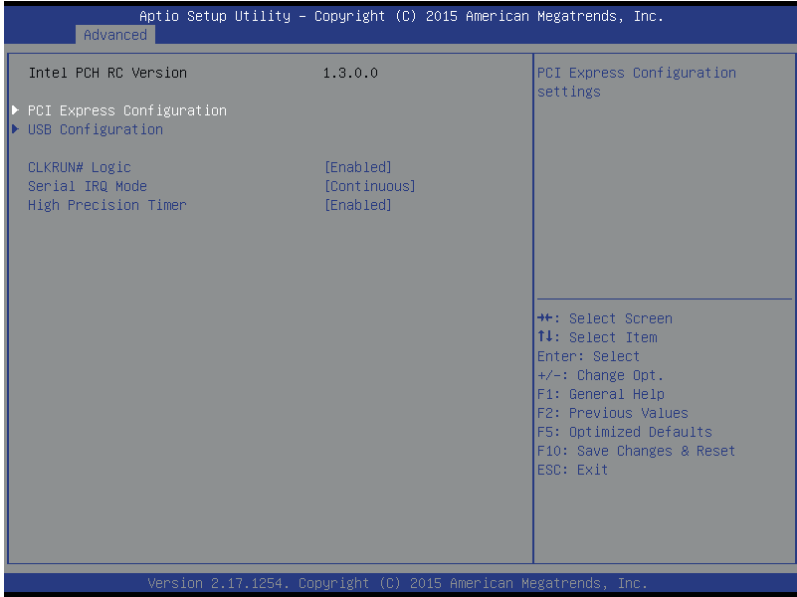 Aptio Setup Utility – Copyright (C) 2015 American Megatrends, Inc.
Advanced
Intel PCH RC Version 1.3.0.0
PCI Express Configuration
USB Configuration
CLKRUN# Logic [Enabled]
Serial IRQ Mode [Continuous]
High Precision Timer [Enabled]
PCI Express Configuration
settings
→←: Select Screen
↑↓: Select Item
Enter: Select
+/-: Change Opt.
F1: General Help
F2: Previous Values
F5: Optimized Defaults
F10: Save Changes & Reset
ESC: Exit
Version 2.17.1254. Copyright (C) 2015 American Megatrends, Inc.